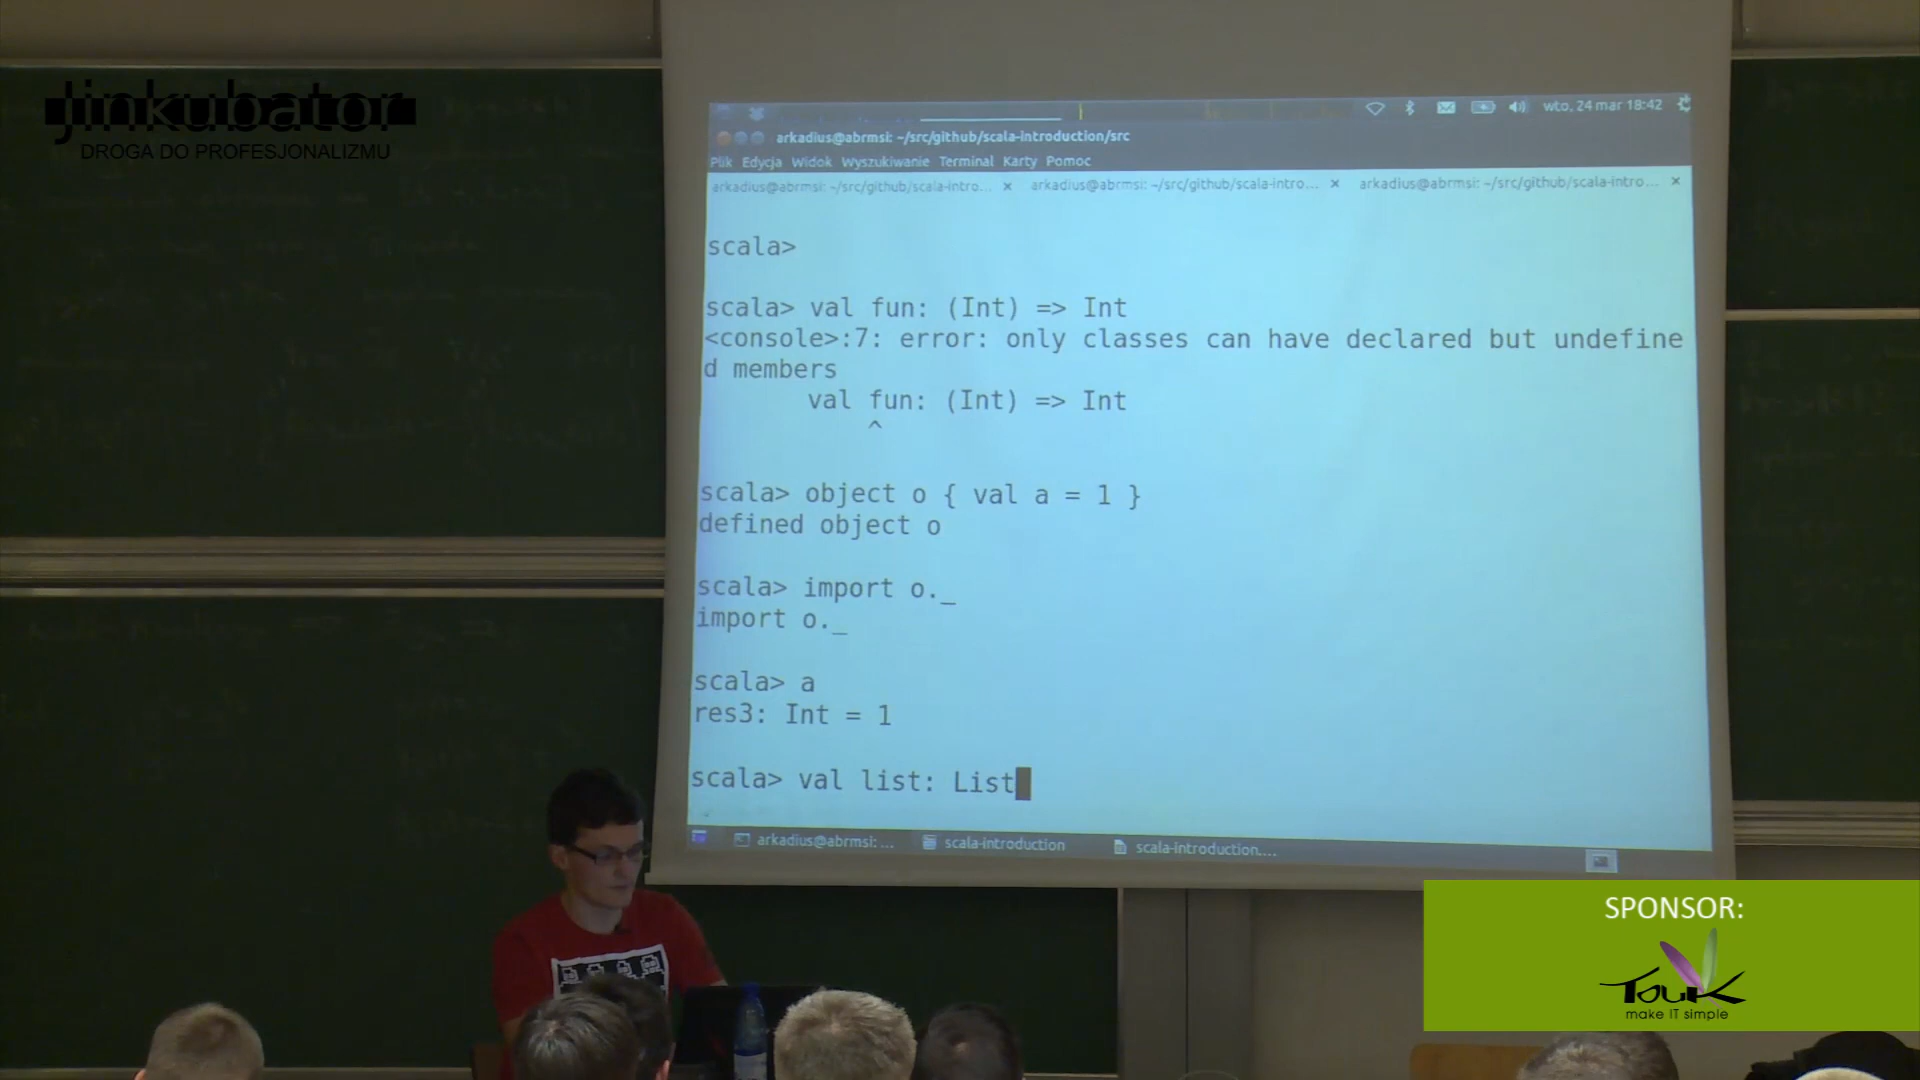 Jinkubator
DROGA DO PROFESJONALIZMU
wto, 24 mar 18:42
arkadius@abrmsi: ~/src/github/scala-introduction/src
Plik Edycja Widok Wyszukiwanie Terminal Karty Pomoc
arkadius@abrmsi: ~/src/github/scala-intro... × arkadius@abrmsi: ~/src/github/scala-intro... × arkadius@abrmsi: ~/src/github/scala-intro... ×
scala>
scala> val fun: (Int) => Int
<console>:7: error: only classes can have declared but undefine
d members
val fun: (Int) => Int
^
scala> object o { val a = 1 }
defined object o
scala> import o._
import o._
scala> a
res3: Int = 1
scala> val list: List
arkadius@abrmsi: ... scala-introduction scala-introduction....
SPONSOR:
TouK
make IT simple